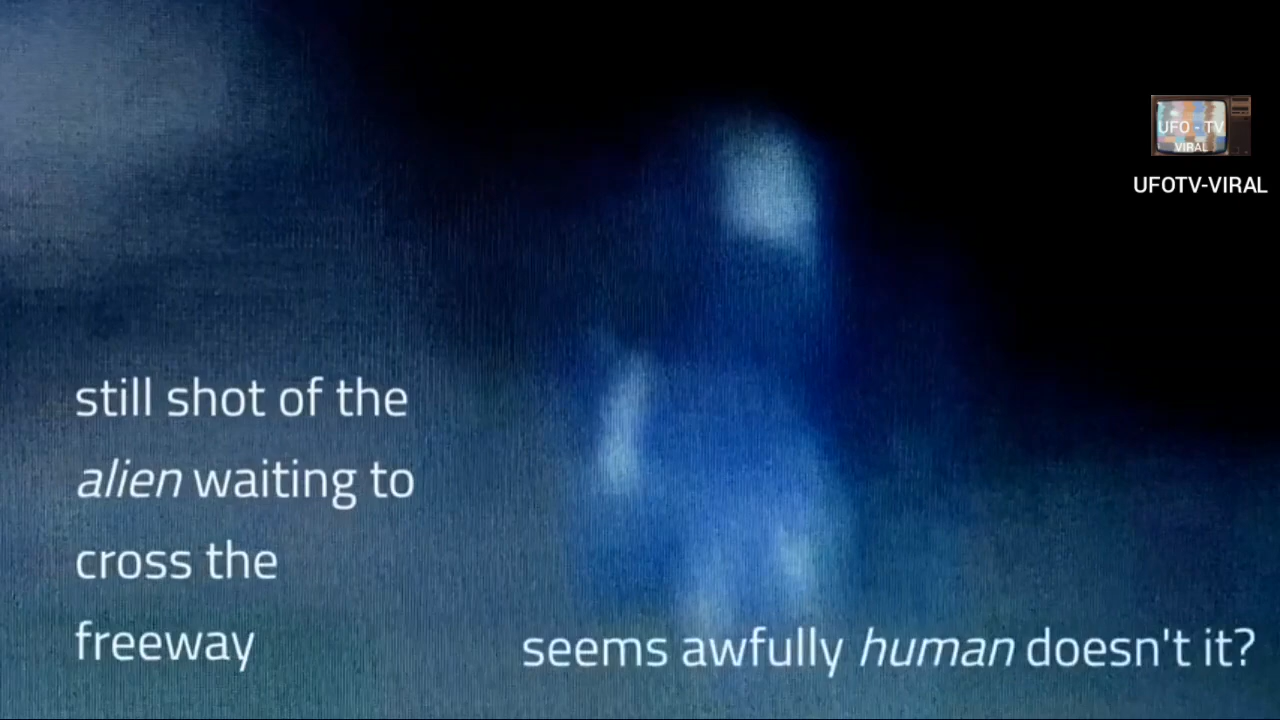 UFO - TV
VIRAL
UFOTV-VIRAL
still shot of the
alien waiting to
cross the
freeway
seems awfully human doesn't it?